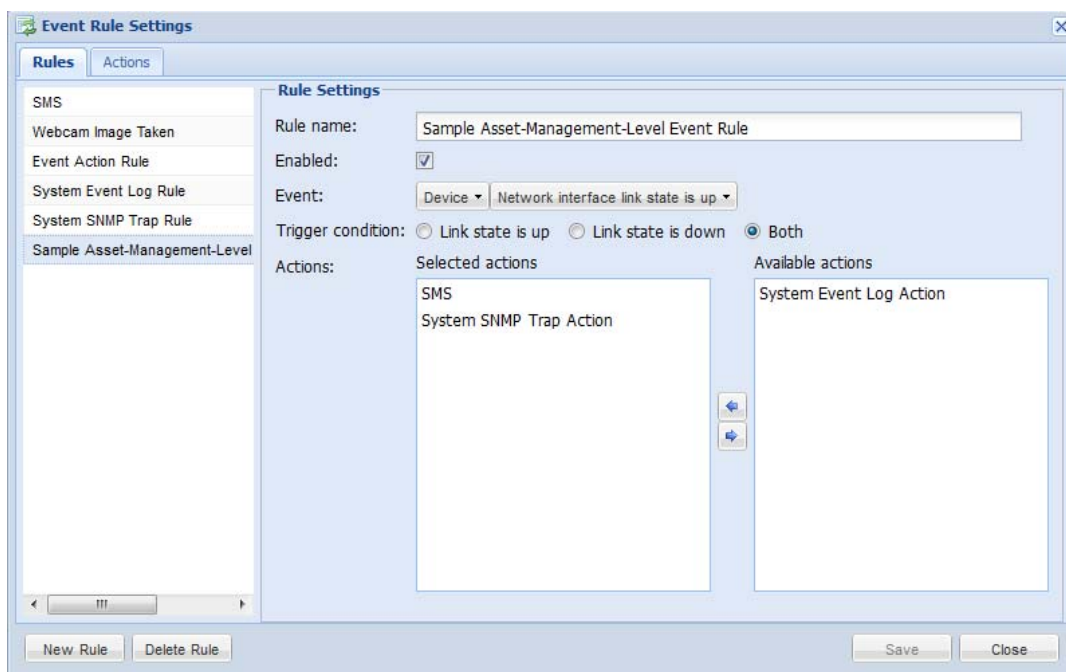 Event Rule Settings
Rules
Actions
SMS
Webcam Image Taken
Event Action Rule
System Event Log Rule
System SNMP Trap Rule
Sample Asset-Management-Level
Rule Settings
Rule name: Sample Asset-Management-Level Event Rule
Enabled:
Event: Device Network interface link state is up
Trigger condition: Link state is up Link state is down Both
Actions: Selected actions Available actions
SMS System Event Log Action
System SNMP Trap Action
New Rule Delete Rule Save Close